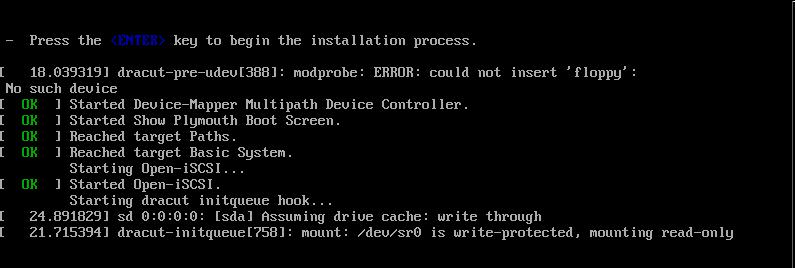 - Press the <ENTER> key to begin the installation process.
[ 18.039319] dracut-pre-udev[388]: modprobe: ERROR: could not insert 'floppy':
No such device
[ OK ] Started Device-Mapper Multipath Device Controller.
[ OK ] Started Show Plymouth Boot Screen.
[ OK ] Reached target Paths.
[ OK ] Reached target Basic System.
Starting Open-iSCSI...
[ OK ] Started Open-iSCSI.
Starting dracut initqueue hook...
[ 24.891829] sd 0:0:0:0: [sda] Assuming drive cache: write through
[ 21.715394] dracut-initqueue[758]: mount: /dev/sr0 is write-protected, mounting read-only